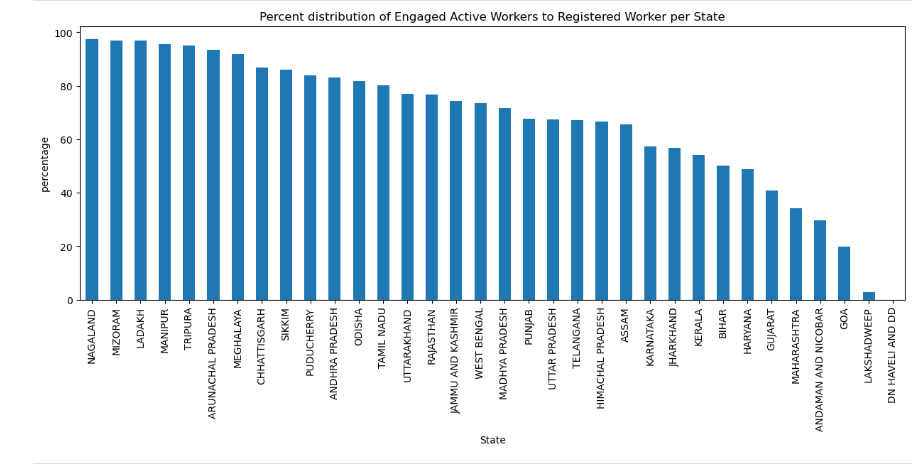 Percent distribution of Engaged Active Workers to Registered Worker per State
percentage
100
80
60
40
20
0
NAGALAND
MIZORAM
LADAKH
MANIPUR
TRIPURA
ARUNACHAL PRADESH
MEGHALAYA
CHHATTISGARH
SIKKIM
PUDUCHERRY
ANDHRA PRADESH
ODISHA
TAMIL NADU
UTTARAKHAND
RAJASTHAN
JAMMU AND KASHMIR
WEST BENGAL
MADHYA PRADESH
PUNJAB
UTTAR PRADESH
TELANGANA
HIMACHAL PRADESH
ASSAM
KARNATAKA
JHARKHAND
KERALA
BIHAR
HARYANA
GUJARAT
MAHARASHTRA
ANDAMAN AND NICOBAR
GOA
LAKSHADWEEP
DN HAVELI AND DD
State